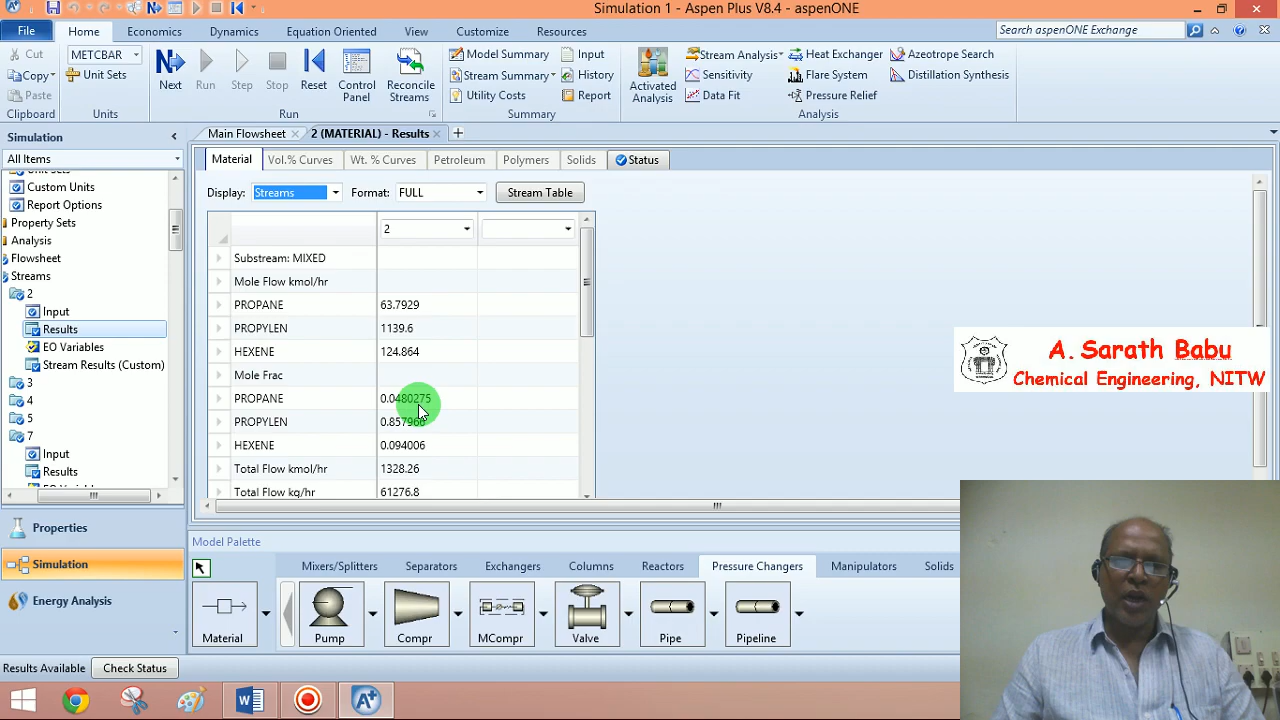 Simulation 1 - Aspen Plus V8.4 - aspenONE
File Home Economics Dynamics Equation Oriented View Customize Resources Search aspenONE Exchange
Cut METCBAR Model Summary Input Stream Analysis Heat Exchanger Azeotrope Search
Copy Unit Sets Next Run Step Stop Reset Control Panel Reconcile Streams Stream Summary History Activated Analysis Sensitivity Flare System Distillation Synthesis
Paste Utility Costs Report Data Fit Pressure Relief
Clipboard Units Run Summary Analysis
Simulation Main Flowsheet 2 (MATERIAL) - Results
All Items Material Vol.% Curves Wt. % Curves Petroleum Polymers Solids Status
Custom Units
Report Options
Property Sets
Analysis
Flowsheet
Streams
2
Input
Results
EO Variables
Stream Results (Custom)
3
4
5
7
Input
Results
Display: Streams Format: FULL Stream Table
2
Substream: MIXED
Mole Flow kmol/hr
PROPANE 63.7929
PROPYLEN 1139.6
HEXENE 124.864
Mole Frac
PROPANE 0.0480275
PROPYLEN 0.857966
HEXENE 0.094006
Total Flow kmol/hr 1328.26
Total Flow kg/hr 61276.8
A. Sarath Babu
Chemical Engineering, NITW
Properties
Simulation
Energy Analysis
Model Palette
Mixers/Splitters Separators Exchangers Columns Reactors Pressure Changers Manipulators Solids
Material Pump Compr MCompr Valve Pipe Pipeline
Results Available Check Status